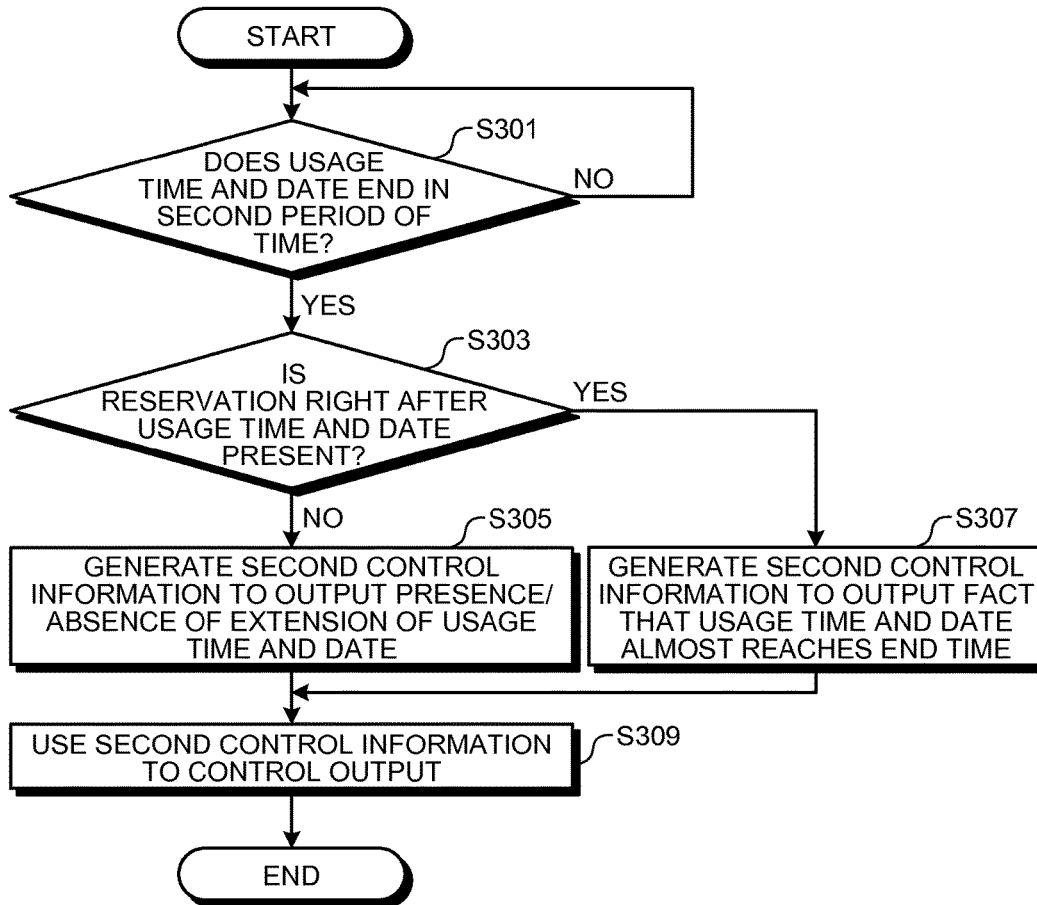 START
S301
DOES USAGE
TIME AND DATE END IN
SECOND PERIOD OF
TIME?
NO
YES
S303
IS
RESERVATION RIGHT AFTER
USAGE TIME AND DATE
PRESENT?
YES
NO
S305
GENERATE SECOND CONTROL
INFORMATION TO OUTPUT PRESENCE/
ABSENCE OF EXTENSION OF USAGE
TIME AND DATE
S307
GENERATE SECOND CONTROL
INFORMATION TO OUTPUT FACT
THAT USAGE TIME AND DATE
ALMOST REACHES END TIME
USE SECOND CONTROL INFORMATION
TO CONTROL OUTPUT
S309
END